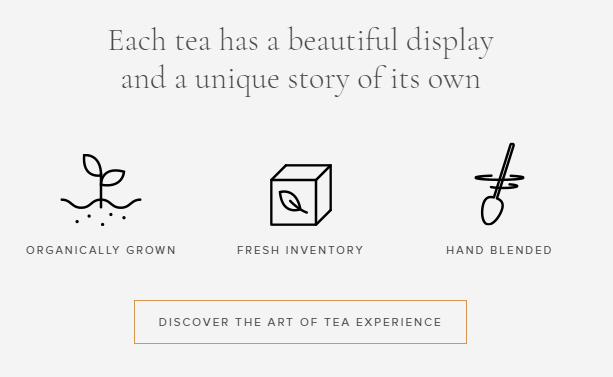 Each tea has a beautiful display
and a unique story of its own
ORGANICALLY GROWN
FRESH INVENTORY
HAND BLENDED
DISCOVER THE ART OF TEA EXPERIENCE